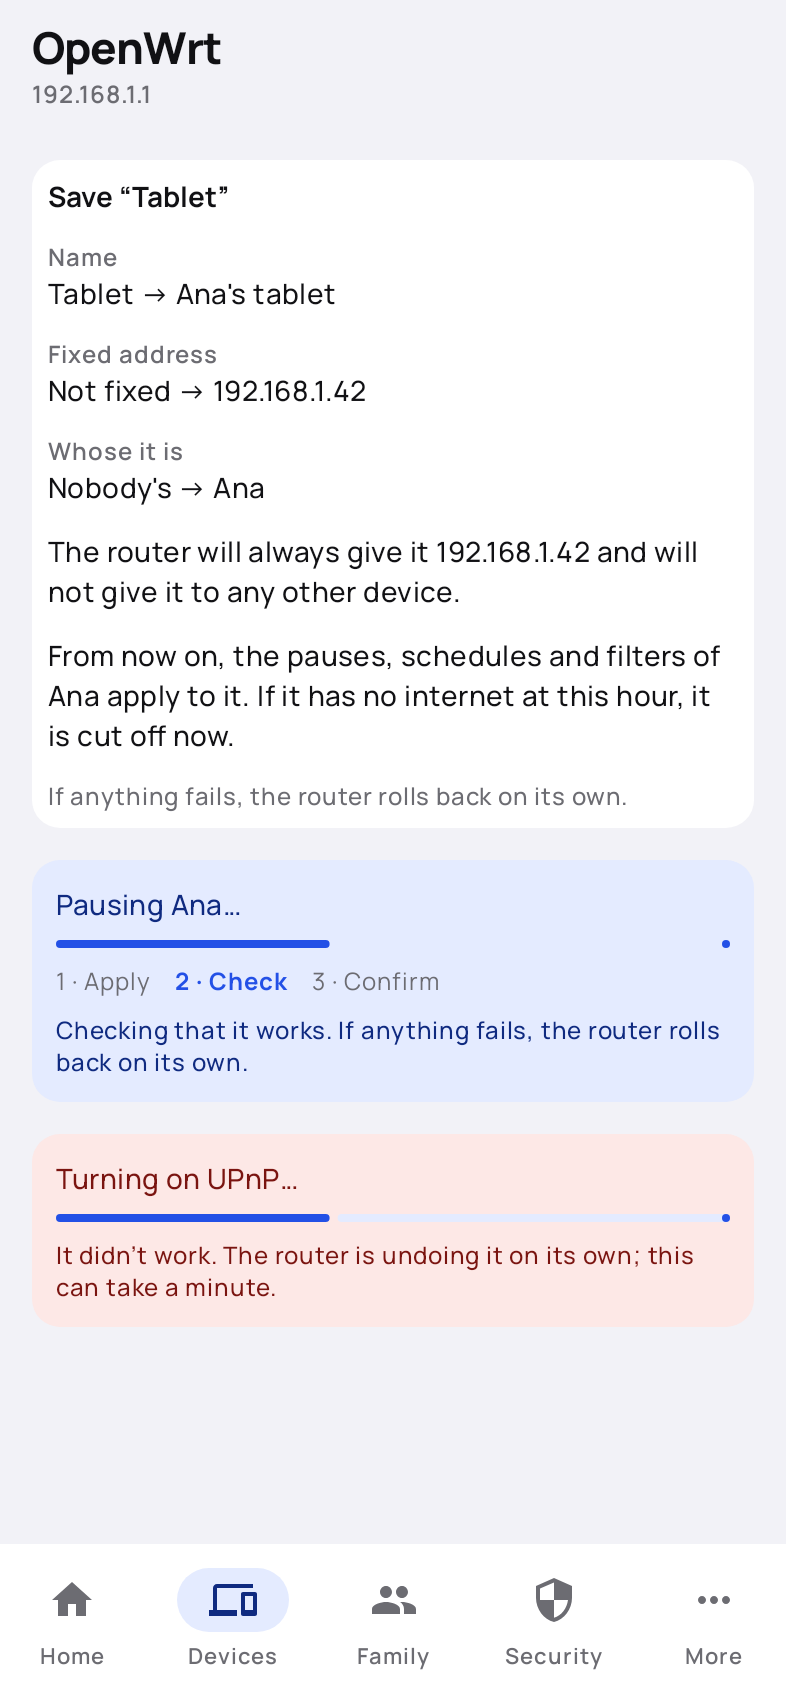 OpenWrt
192.168.1.1
Save “Tablet”
Name
Tablet → Ana's tablet
Fixed address
Not fixed → 192.168.1.42
Whose it is
Nobody's → Ana
The router will always give it 192.168.1.42 and will
not give it to any other device.
From now on, the pauses, schedules and filters of
Ana apply to it. If it has no internet at this hour, it
is cut off now.
If anything fails, the router rolls back on its own.
Pausing Ana…
1 · Apply 2 · Check 3 · Confirm
Checking that it works. If anything fails, the router rolls
back on its own.
Turning on UPnP…
It didn’t work. The router is undoing it on its own; this
can take a minute.
Home Devices Family Security More